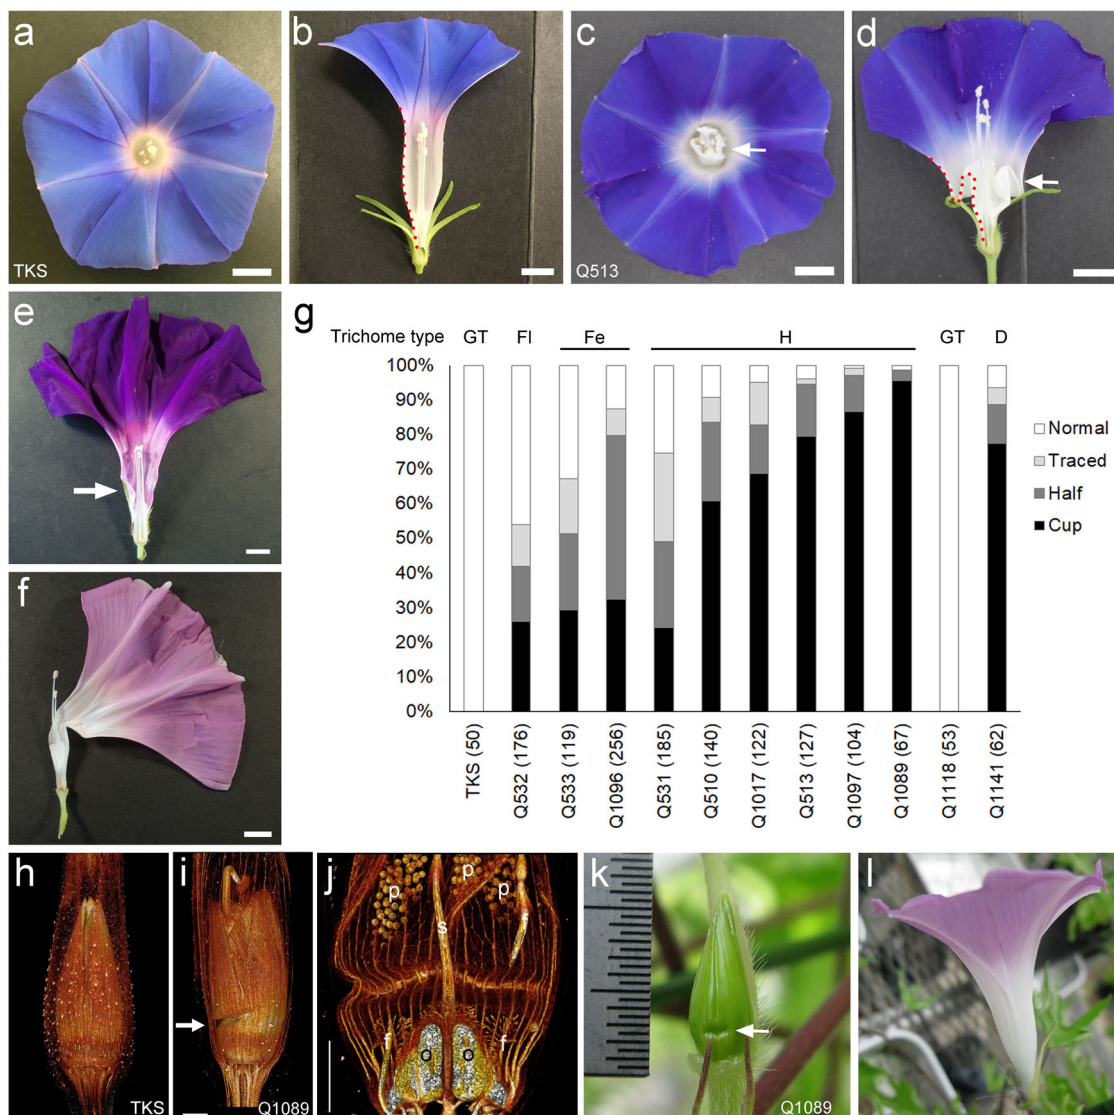 a
TKS
b
c
Q513
d
e
f
g
Trichome type GT Fl Fe H GT D
100%
90%
80%
70%
60%
50%
40%
30%
20%
10%
0%
Normal
Traced
Half
Cup
TKS (50)
Q532 (176)
Q533 (119)
Q1096 (256)
Q531 (185)
Q510 (140)
Q1017 (122)
Q513 (127)
Q1097 (104)
Q1089 (67)
Q1118 (53)
Q1141 (62)
h
TKS
i
Q1089
j
p
p
p
s
f
f
f
o
o
k
Q1089
l